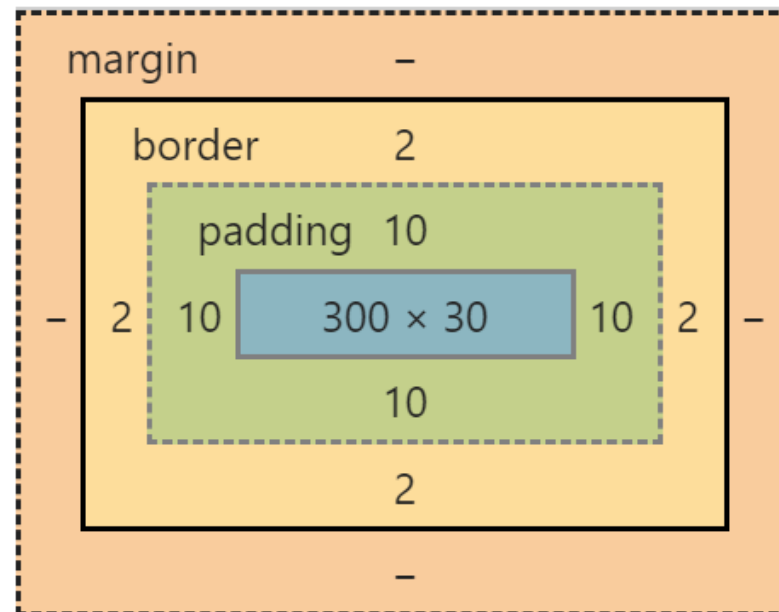 margin –
border 2
padding 10
– 2 10 300 × 30 10 2 –
10
2
–